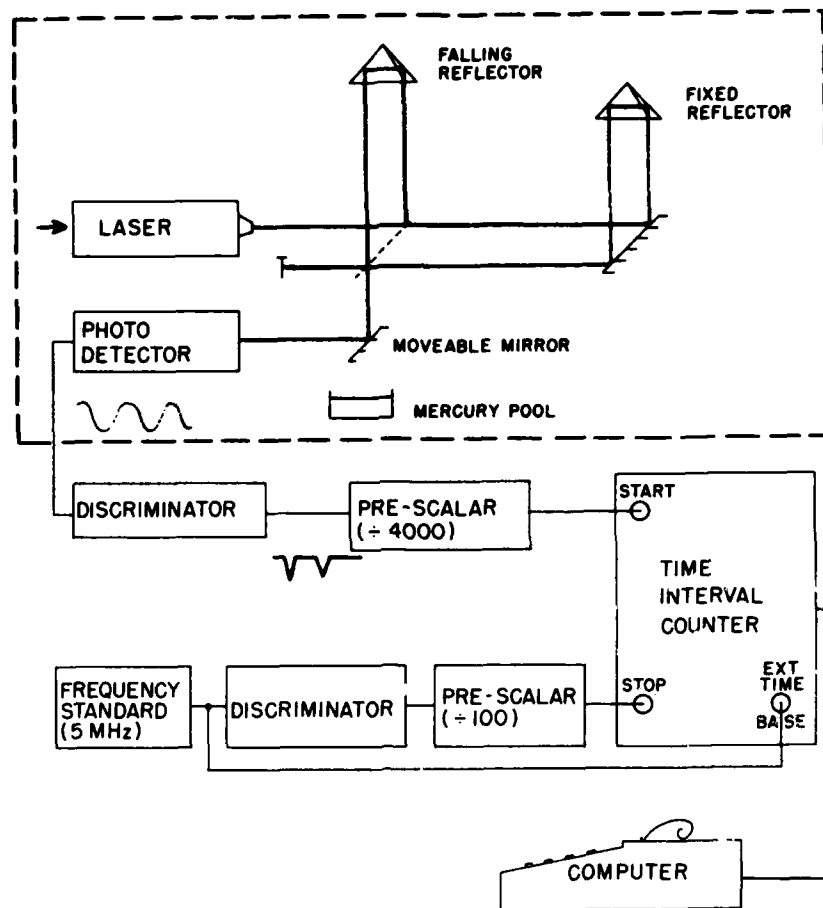 FALLING
REFLECTOR
FIXED
REFLECTOR
LASER
PHOTO
DETECTOR
MOVEABLE MIRROR
MERCURY POOL
DISCRIMINATOR
PRE-SCALAR
(÷ 4000)
START
TIME
INTERVAL
COUNTER
FREQUENCY
STANDARD
(5 MHz)
DISCRIMINATOR
PRE-SCALAR
(÷100)
STOP
EXT
TIME
BASE
COMPUTER